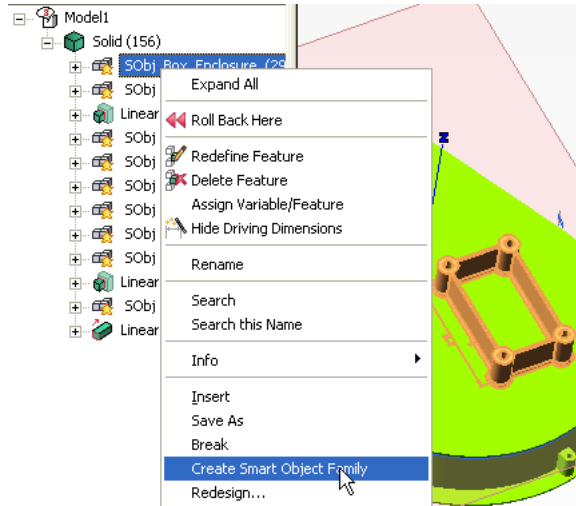 Model1
Solid (156)
SObj_Box_Enclosure_(29
SObj
Linear
SObj
SObj
SObj
SObj
SObj
SObj
Linear
SObj
Linear
Expand All
Roll Back Here
Redefine Feature
Delete Feature
Assign Variable/Feature
Hide Driving Dimensions
Rename
Search
Search this Name
Info
Insert
Save As
Break
Create Smart Object Family
Redesign...
Z